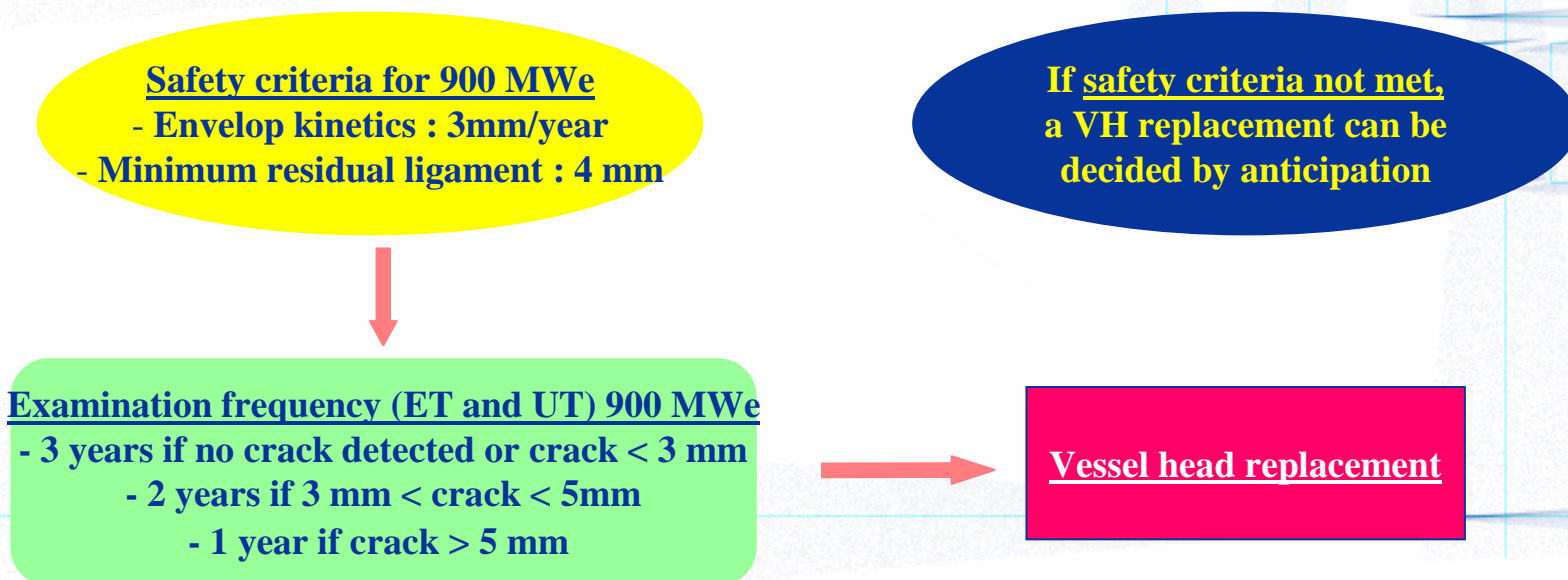 Safety criteria for 900 MWe
- Envelop kinetics : 3mm/year
- Minimum residual ligament : 4 mm
If safety criteria not met,
a VH replacement can be
decided by anticipation
Examination frequency (ET and UT) 900 MWe
- 3 years if no crack detected or crack < 3 mm
- 2 years if 3 mm < crack < 5mm
- 1 year if crack > 5 mm
Vessel head replacement